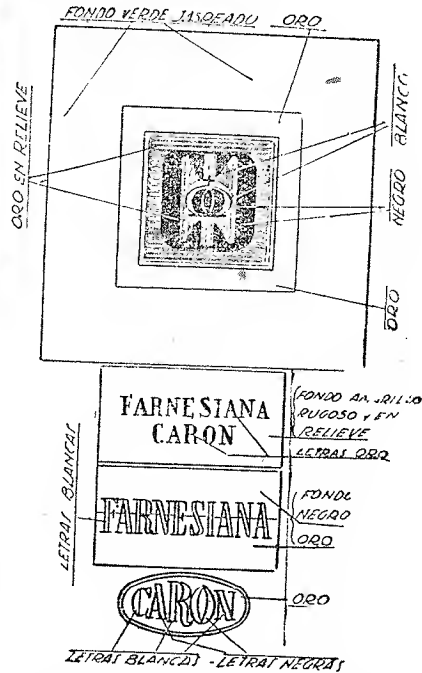 FONDO VERDE JASPEADO ORO
ORO EN RELIEVE
BLANCO
NEGRO
ORO
FARNESIANA
CARON
FONDO AMARILLO
RUGOSO Y EN
RELIEVE
LETRAS ORO
LETRAS BLANCAS
FARNESIANA
FONDO
NEGRO
ORO
CARON
ORO
LETRAS BLANCAS - LETRAS NEGRAS